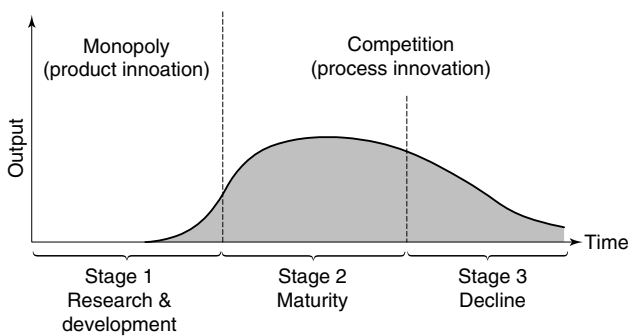 Monopoly
(product innoation)
Competition
(process innovation)
Output
Time
Stage 1
Research &
development
Stage 2
Maturity
Stage 3
Decline